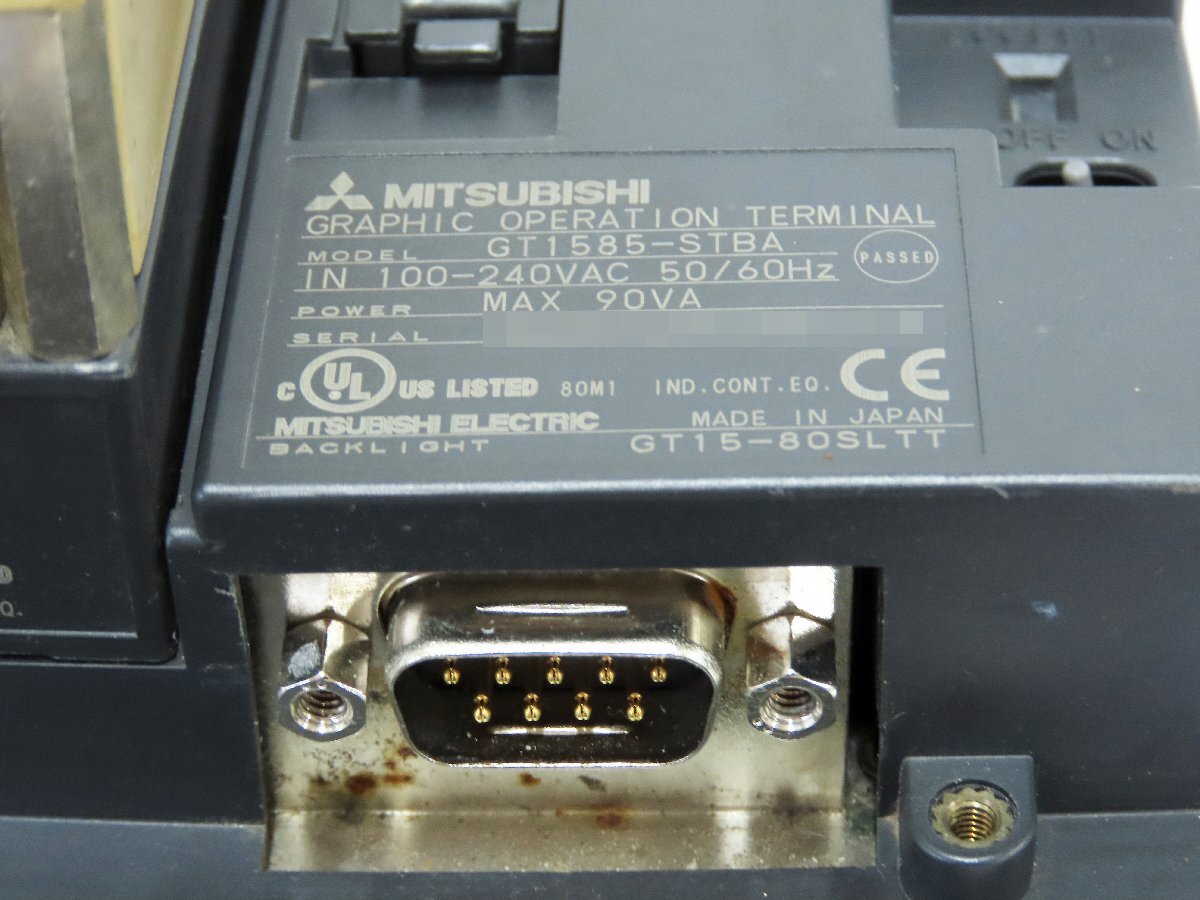 OFF ON
MITSUBISHI
GRAPHIC OPERATION TERMINAL
MODEL GT1585-STBA
PASSED
IN 100-240VAC 50/60Hz
POWER MAX 90VA
SERIAL
C UL US LISTED 80M1 IND.CONT.EQ. CE
MITSUBISHI ELECTRIC MADE IN JAPAN
BACKLIGHT GT15-80SLTT
D
Q.